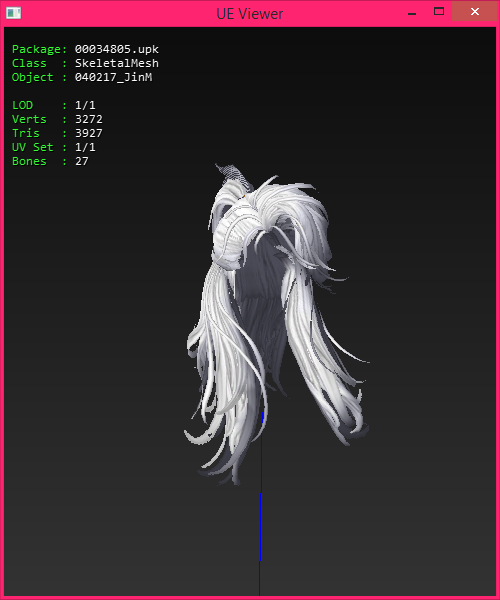 UE Viewer
Package: 00034805.upk
Class : SkeletalMesh
Object : 040217_JinM
LOD : 1/1
Verts : 3272
Tris : 3927
UV Set : 1/1
Bones : 27